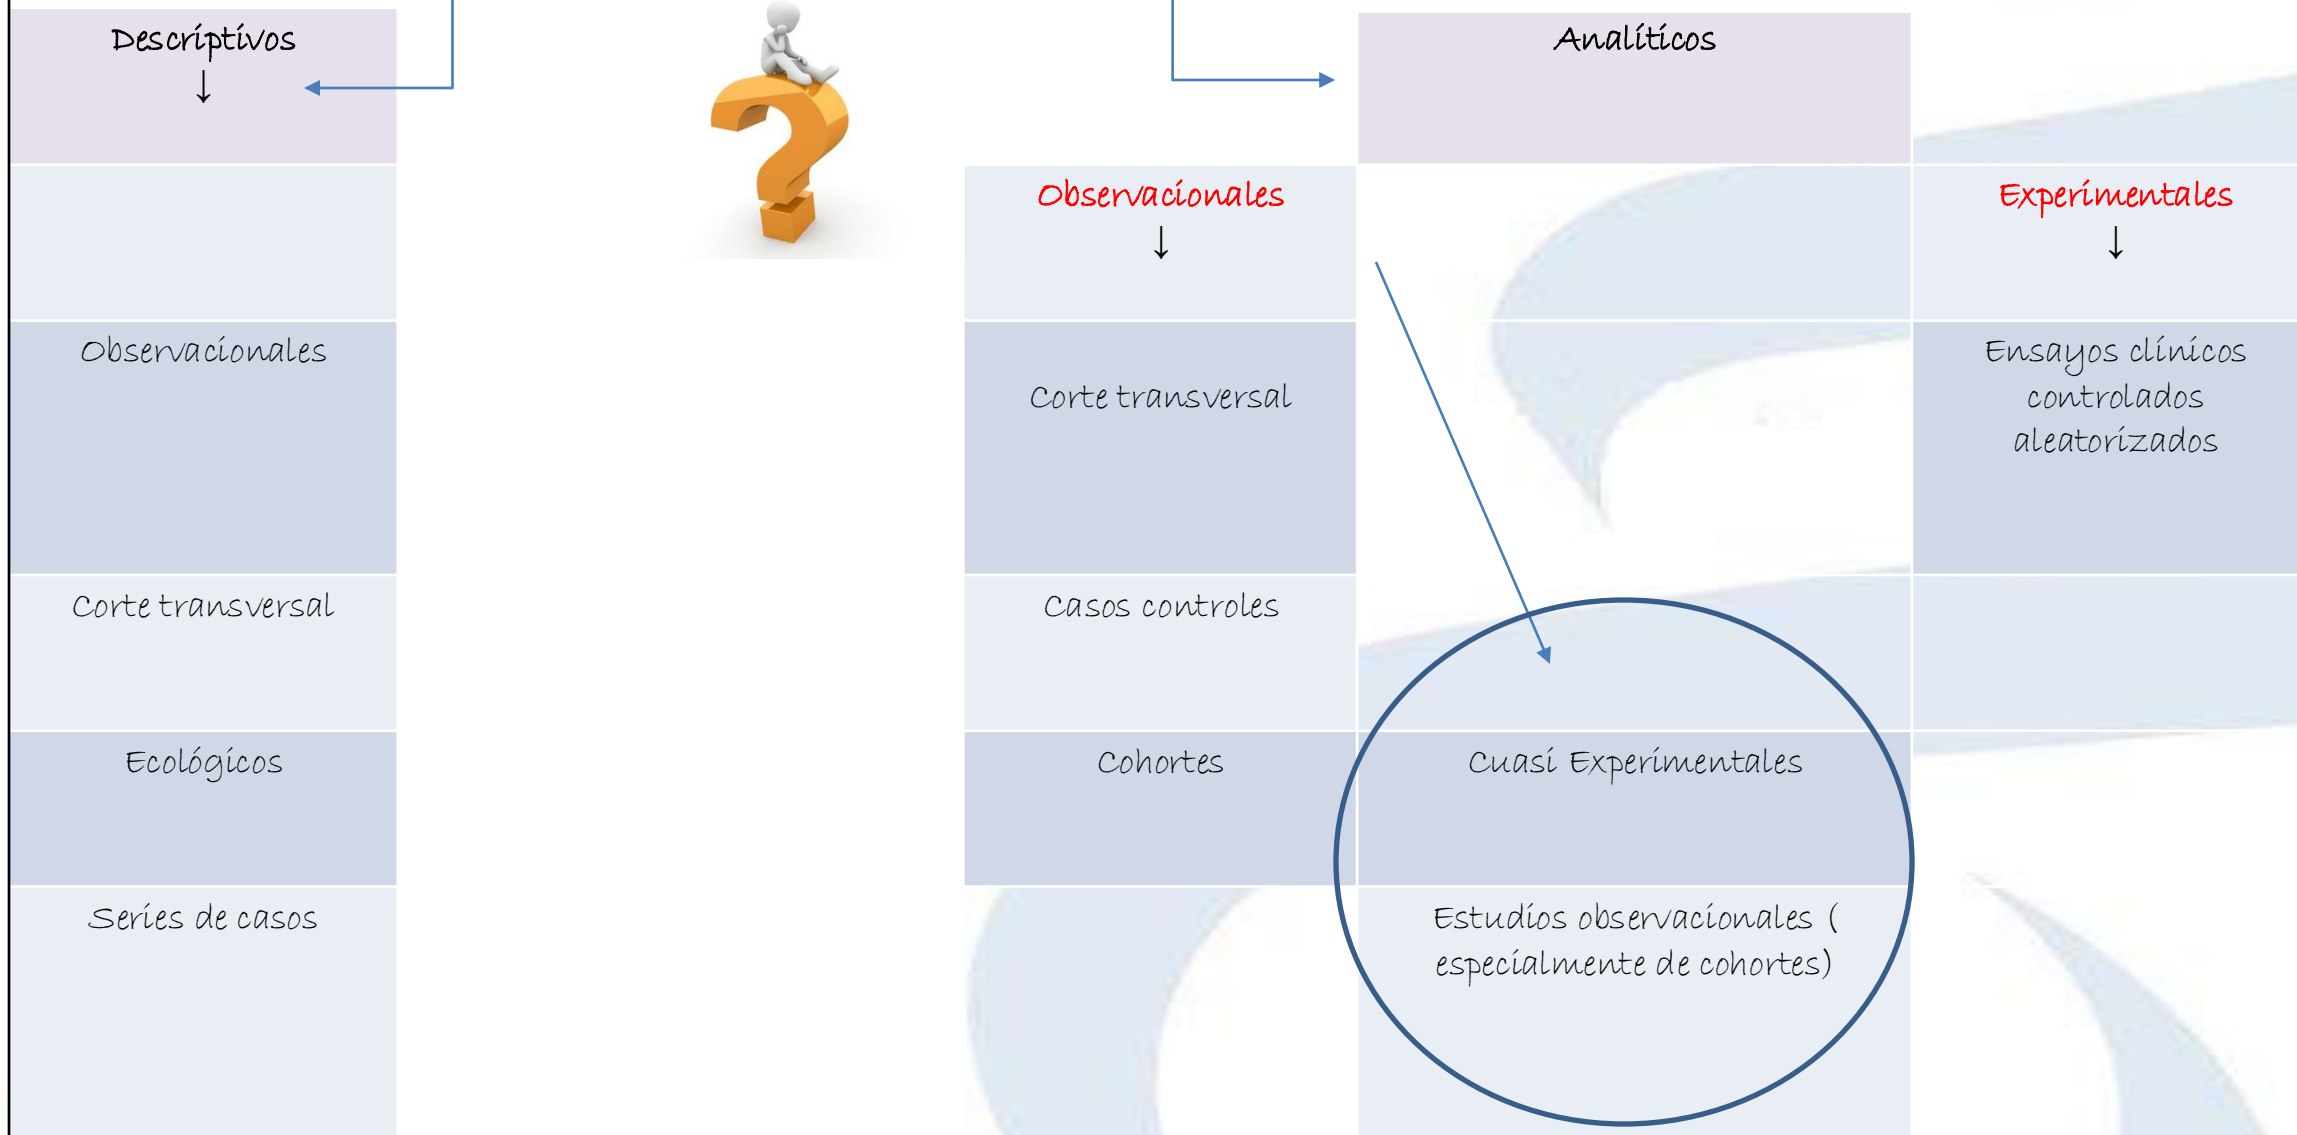 Descriptivos
↓
Analíticos
Observacionales
↓
Experimentales
↓
Observacionales
Corte transversal
Ensayos clínicos
controlados
aleatorizados
Corte transversal
Casos controles
Ecológicos
Cohortes
Cuasi Experimentales
Series de casos
Estudios observacionales (
especialmente de cohortes)